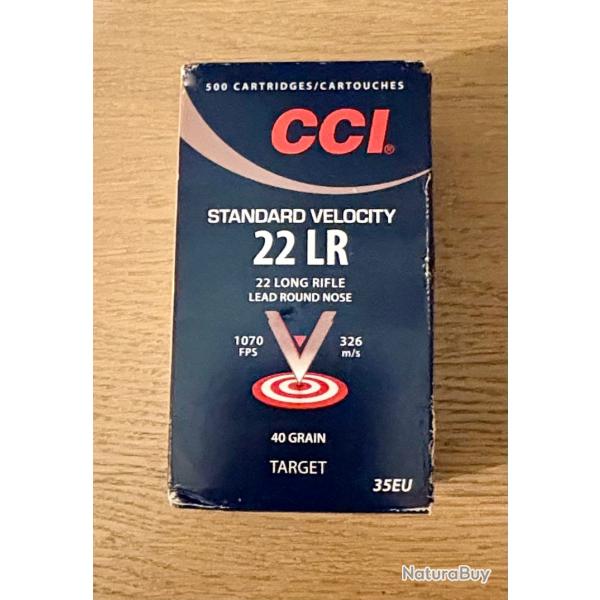 500 CARTRIDGES/CARTOUCHES
CCI®
STANDARD VELOCITY
22 LR
22 LONG RIFLE
LEAD ROUND NOSE
1070 FPS
326 m/s
40 GRAIN
TARGET
35EU
NaturaBuy